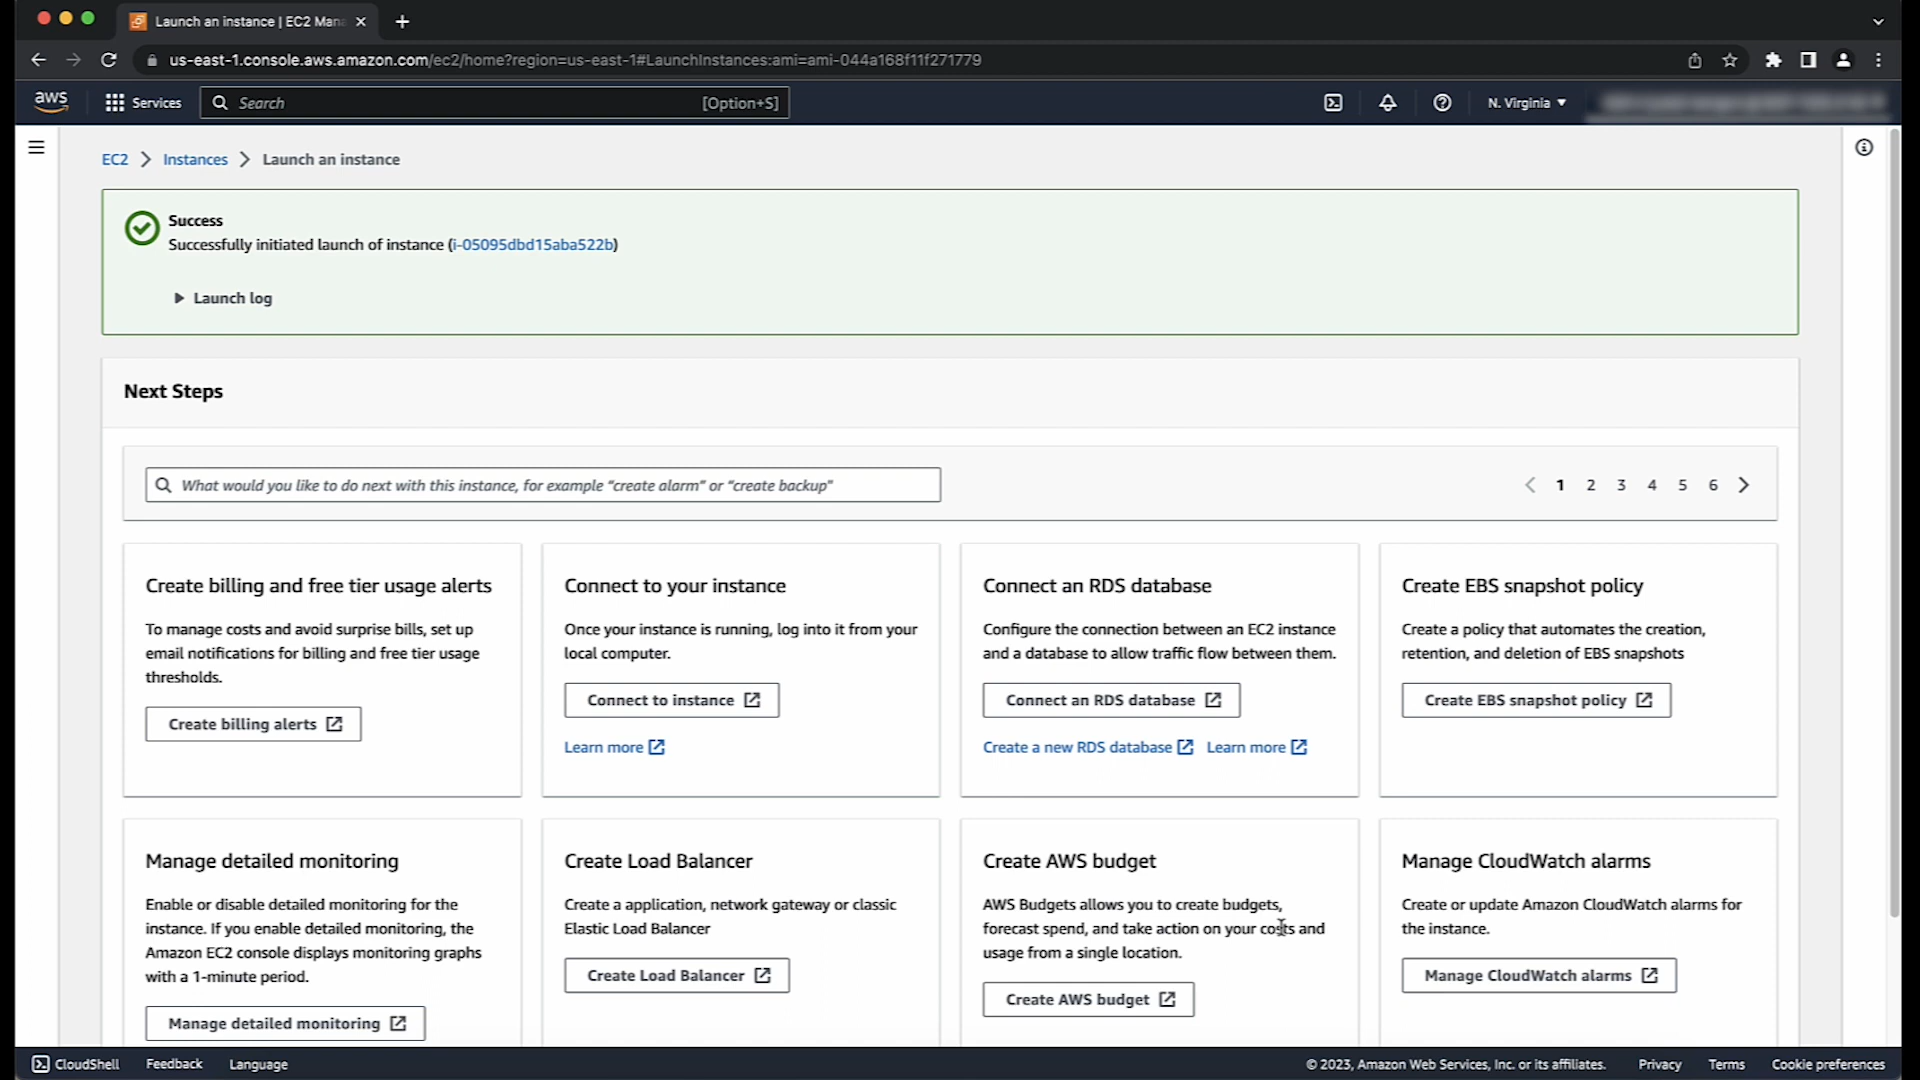 Launch an instance | EC2 Man
us-east-1.console.aws.amazon.com/ec2/home?region=us-east-1#LaunchInstances:ami=ami-044a168f11f271779
aws
Services
Search
[Option+S]
N. Virginia
EC2
Instances
Launch an instance
Success
Successfully initiated launch of instance (i-05095dbd15aba522b)
Launch log
Next Steps
What would you like to do next with this instance, for example “create alarm” or “create backup”
1 2 3 4 5 6
Create billing and free tier usage alerts
To manage costs and avoid surprise bills, set up
email notifications for billing and free tier usage
thresholds.
Create billing alerts
Connect to your instance
Once your instance is running, log into it from your
local computer.
Connect to instance
Learn more
Connect an RDS database
Configure the connection between an EC2 instance
and a database to allow traffic flow between them.
Connect an RDS database
Create a new RDS database Learn more
Create EBS snapshot policy
Create a policy that automates the creation,
retention, and deletion of EBS snapshots
Create EBS snapshot policy
Manage detailed monitoring
Enable or disable detailed monitoring for the
instance. If you enable detailed monitoring, the
Amazon EC2 console displays monitoring graphs
with a 1-minute period.
Manage detailed monitoring
Create Load Balancer
Create a application, network gateway or classic
Elastic Load Balancer
Create Load Balancer
Create AWS budget
AWS Budgets allows you to create budgets,
forecast spend, and take action on your costs and
usage from a single location.
Create AWS budget
Manage CloudWatch alarms
Create or update Amazon CloudWatch alarms for
the instance.
Manage CloudWatch alarms
CloudShell
Feedback
Language
© 2023, Amazon Web Services, Inc. or its affiliates.
Privacy
Terms
Cookie preferences